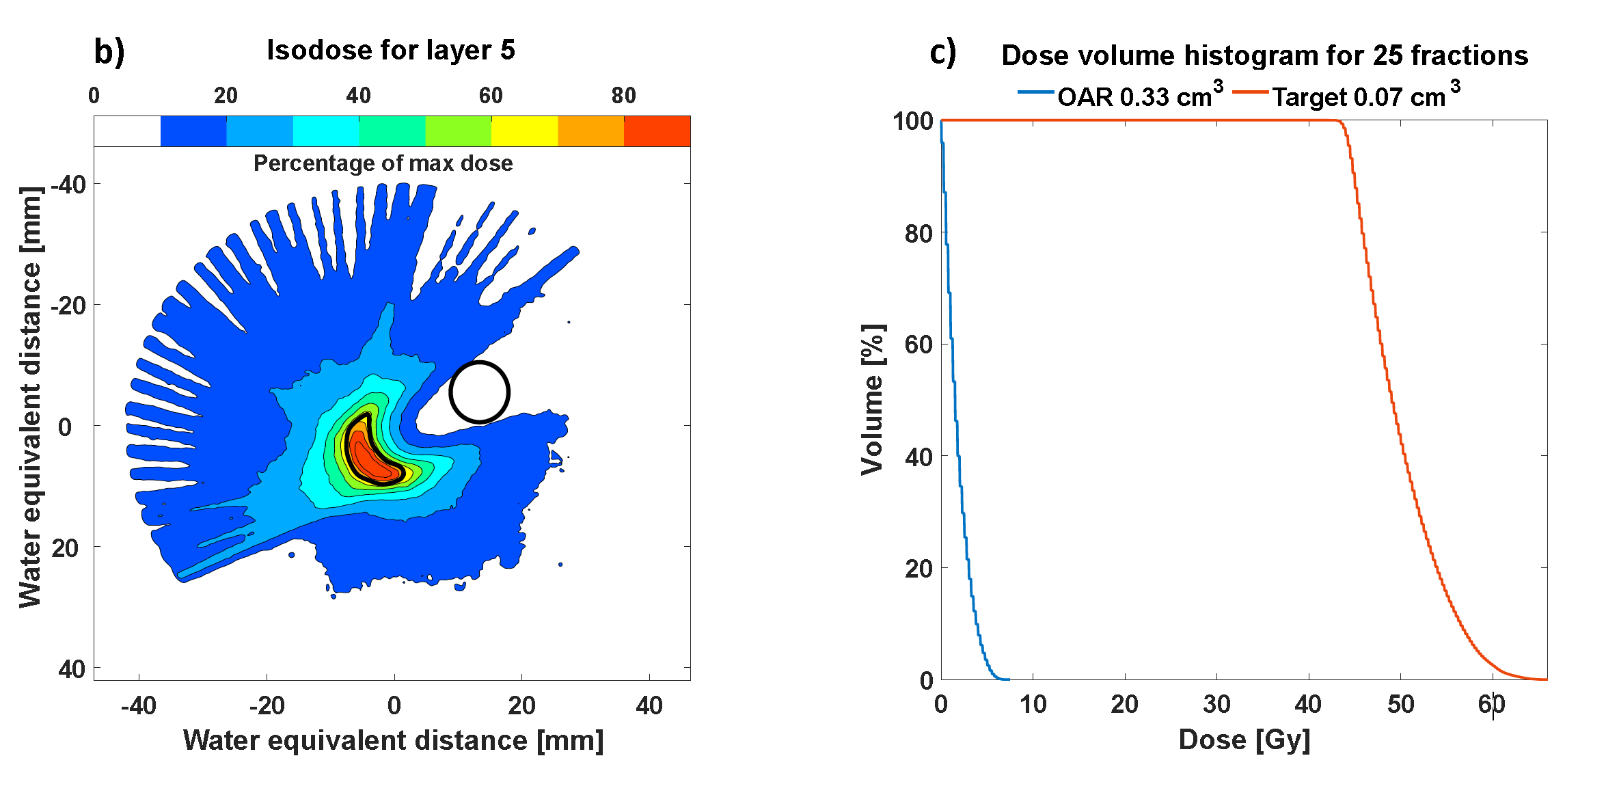 b) Isodose for layer 5
0 20 40 60 80
Percentage of max dose
-40
-20
0
20
40
Water equivalent distance [mm]
-40 -20 0 20 40
Water equivalent distance [mm]
c) Dose volume histogram for 25 fractions
OAR 0.33 cm³ Target 0.07 cm³
100
80
60
40
20
0
Volume [%]
0 10 20 30 40 50 60
Dose [Gy]